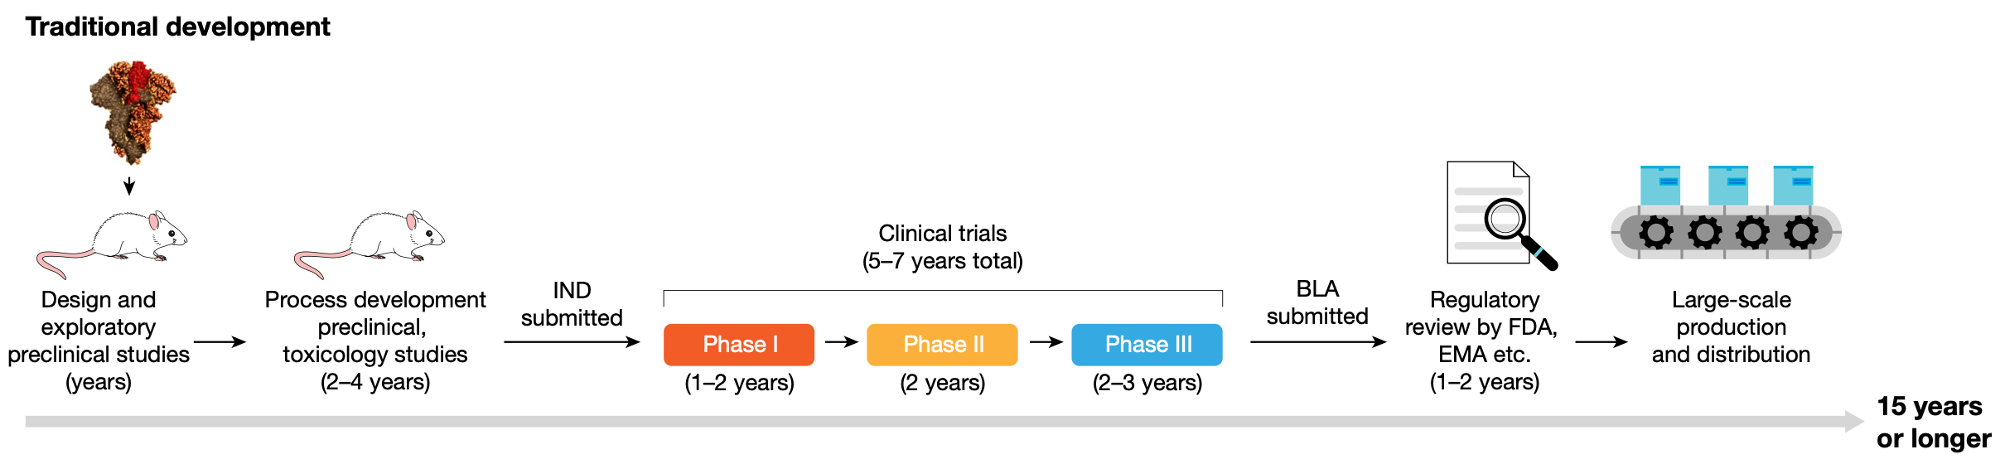 Traditional development
Design and
exploratory
preclinical studies
(years)
Process development
preclinical,
toxicology studies
(2–4 years)
IND
submitted
Clinical trials
(5–7 years total)
Phase I
(1–2 years)
Phase II
(2 years)
Phase III
(2–3 years)
BLA
submitted
Regulatory
review by FDA,
EMA etc.
(1–2 years)
Large-scale
production
and distribution
15 years
or longer